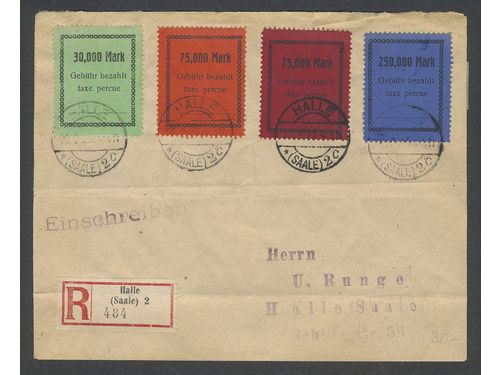 30,000 Mark
Gebühr bezahlt
taxe percue
75,000 Mark
Gebühr bezahlt
taxe percue
75,000 Mark
Gebühr bezahlt
taxe percue
250,000 Mark
Gebühr bezahlt
taxe percue
HALLE
* (SAALE) 2 c
HALLE
* (SAALE) 2 c
HALLE
* (SAALE) 2 c
(SAALE) 2 c
Einschreiben
Herrn
U. Runge
Halle (Saale)
R
Halle
(Saale) 2
484